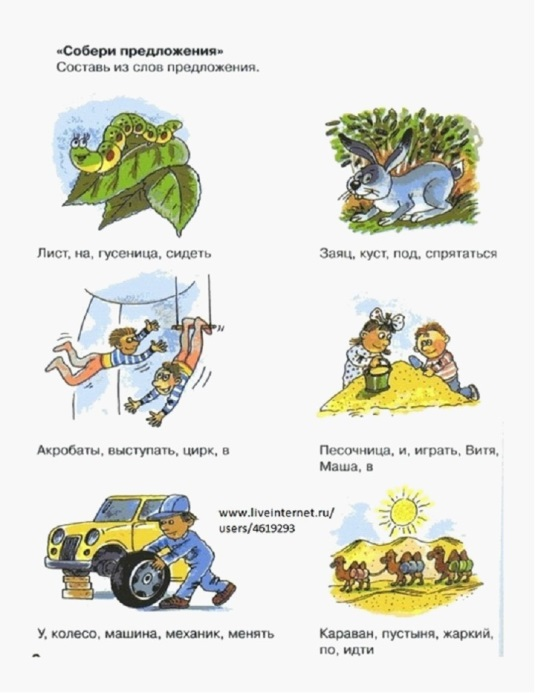 «Собери предложения»
Составь из слов предложения.
Лист, на, гусеница, сидеть
Заяц, куст, под, спрятаться
Акробаты, выступать, цирк, в
Песочница, и, играть, Витя,
Маша, в
www.liveinternet.ru/
users/4619293
У, колесо, машина, механик, менять
Караван, пустыня, жаркий,
по, идти